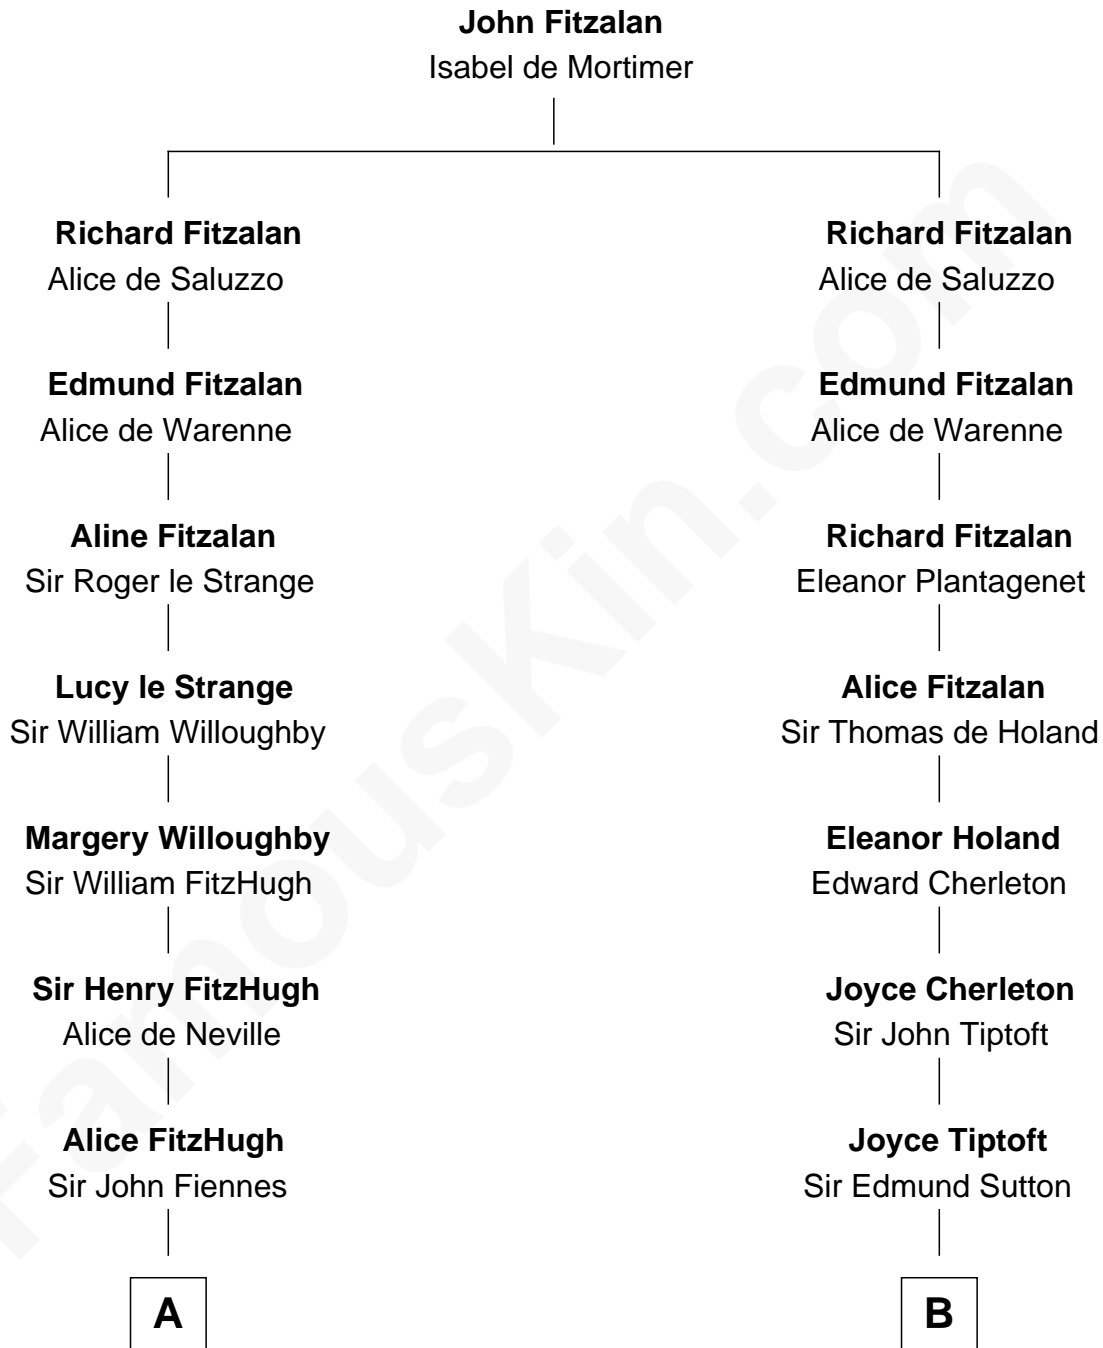 John Fitzalan
Isabel de Mortimer
Richard Fitzalan
Alice de Saluzzo
Edmund Fitzalan
Alice de Warenne
Aline Fitzalan
Sir Roger le Strange
Lucy le Strange
Sir William Willoughby
Margery Willoughby
Sir William FitzHugh
Sir Henry FitzHugh
Alice de Neville
Alice FitzHugh
Sir John Fiennes
A
Richard Fitzalan
Alice de Saluzzo
Edmund Fitzalan
Alice de Warenne
Richard Fitzalan
Eleanor Plantagenet
Alice Fitzalan
Sir Thomas de Holand
Eleanor Holand
Edward Cherleton
Joyce Cherleton
Sir John Tiptoft
Joyce Tiptoft
Sir Edmund Sutton
B
FamousKin.com